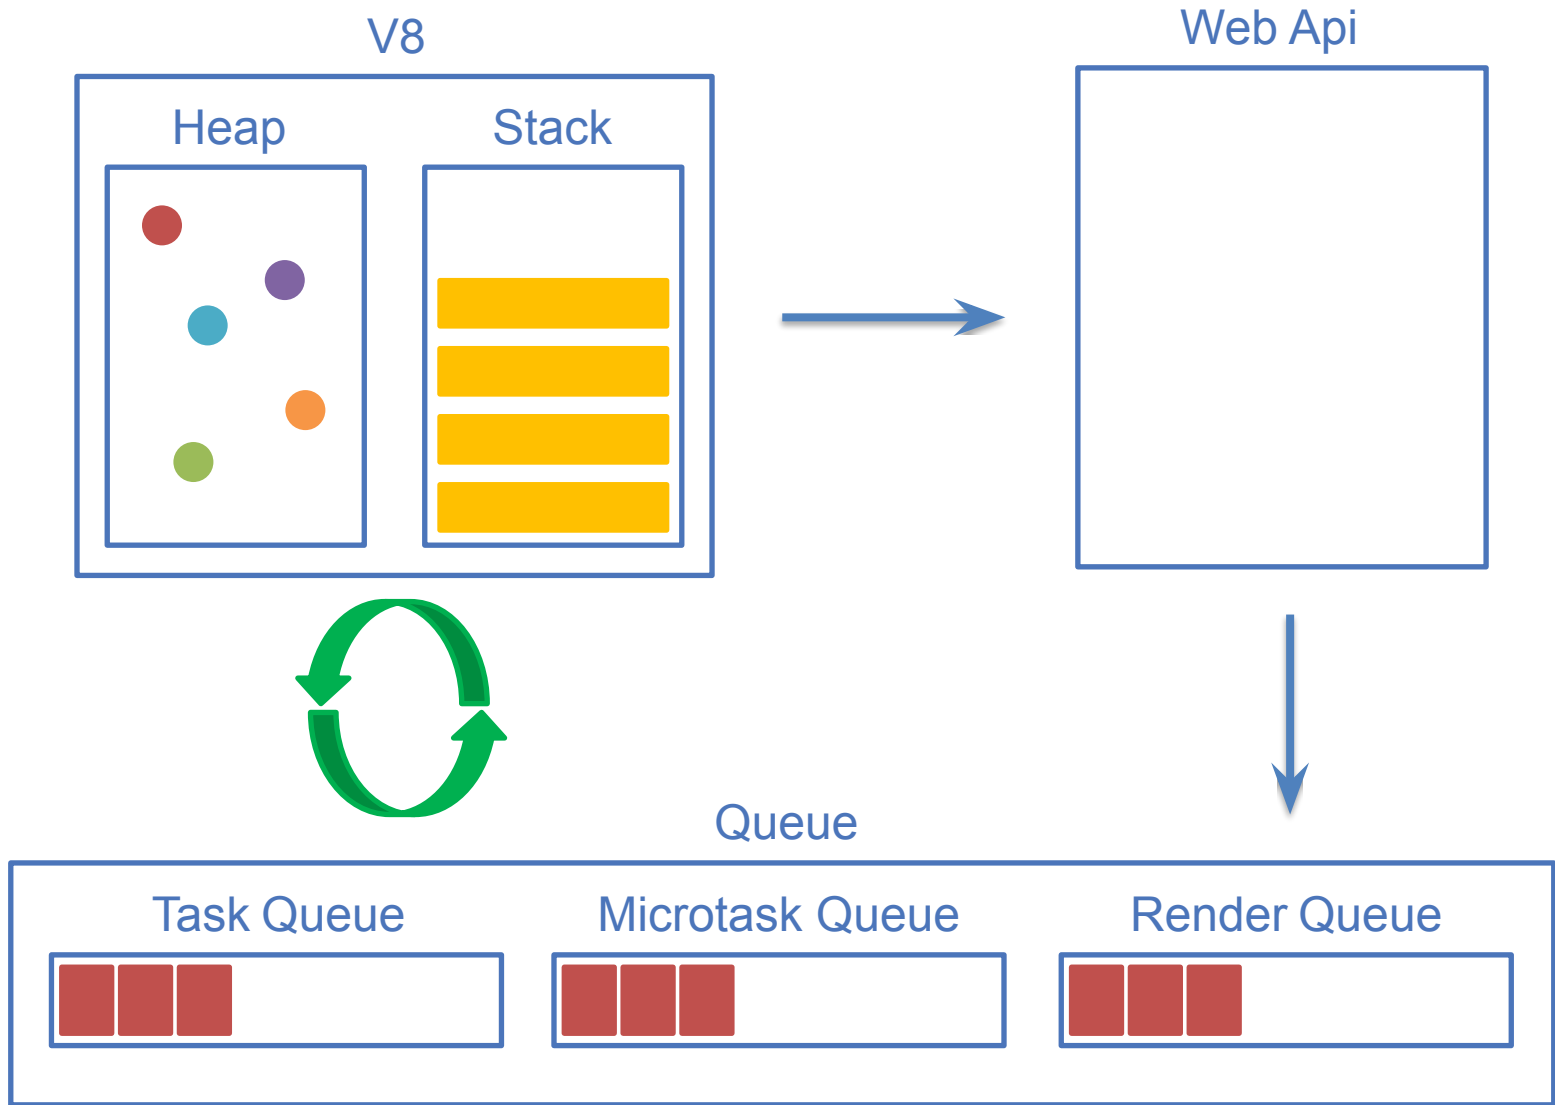 V8
Web Api
Heap
Stack
Queue
Task Queue
Microtask Queue
Render Queue